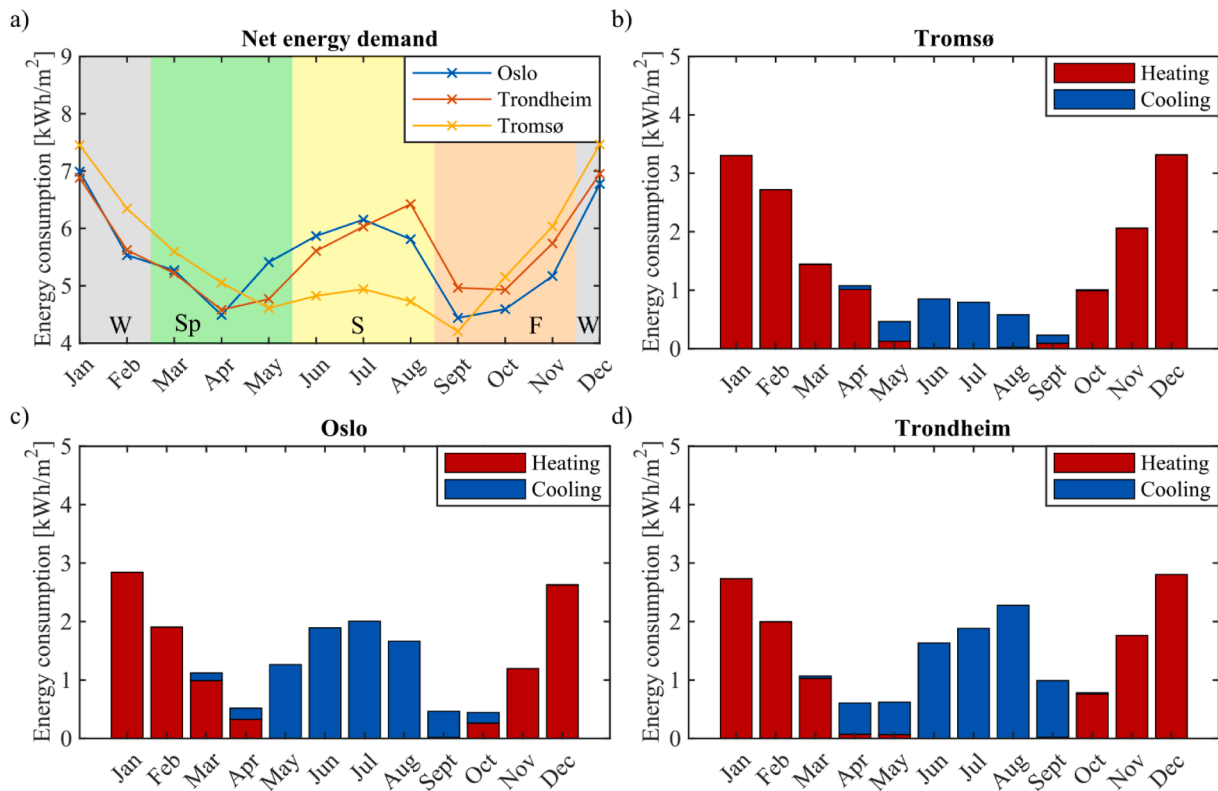 a)
Net energy demand
Energy consumption [kWh/m²]
9
8
7
6
5
4
Oslo
Trondheim
Tromsø
W
Sp
S
F
W
Jan
Feb
Mar
Apr
May
Jun
Jul
Aug
Sept
Oct
Nov
Dec
b)
Tromsø
Energy consumption [kWh/m²]
5
4
3
2
1
0
Heating
Cooling
Jan
Feb
Mar
Apr
May
Jun
Jul
Aug
Sept
Oct
Nov
Dec
c)
Oslo
Energy consumption [kWh/m²]
5
4
3
2
1
0
Heating
Cooling
Jan
Feb
Mar
Apr
May
Jun
Jul
Aug
Sept
Oct
Nov
Dec
d)
Trondheim
Energy consumption [kWh/m²]
5
4
3
2
1
0
Heating
Cooling
Jan
Feb
Mar
Apr
May
Jun
Jul
Aug
Sept
Oct
Nov
Dec